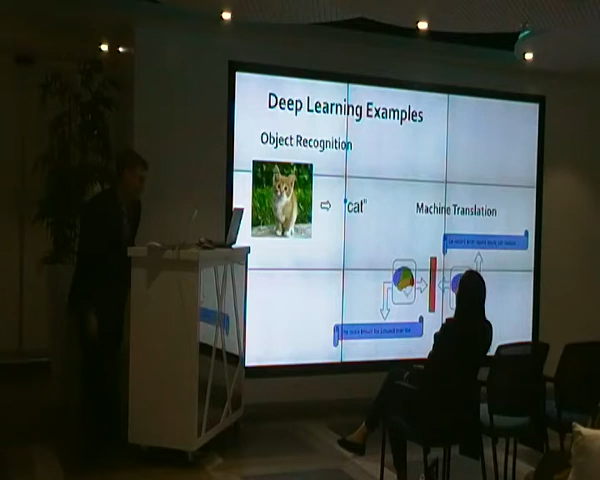 Deep Learning Examples
Object Recognition
"cat"
Machine Translation